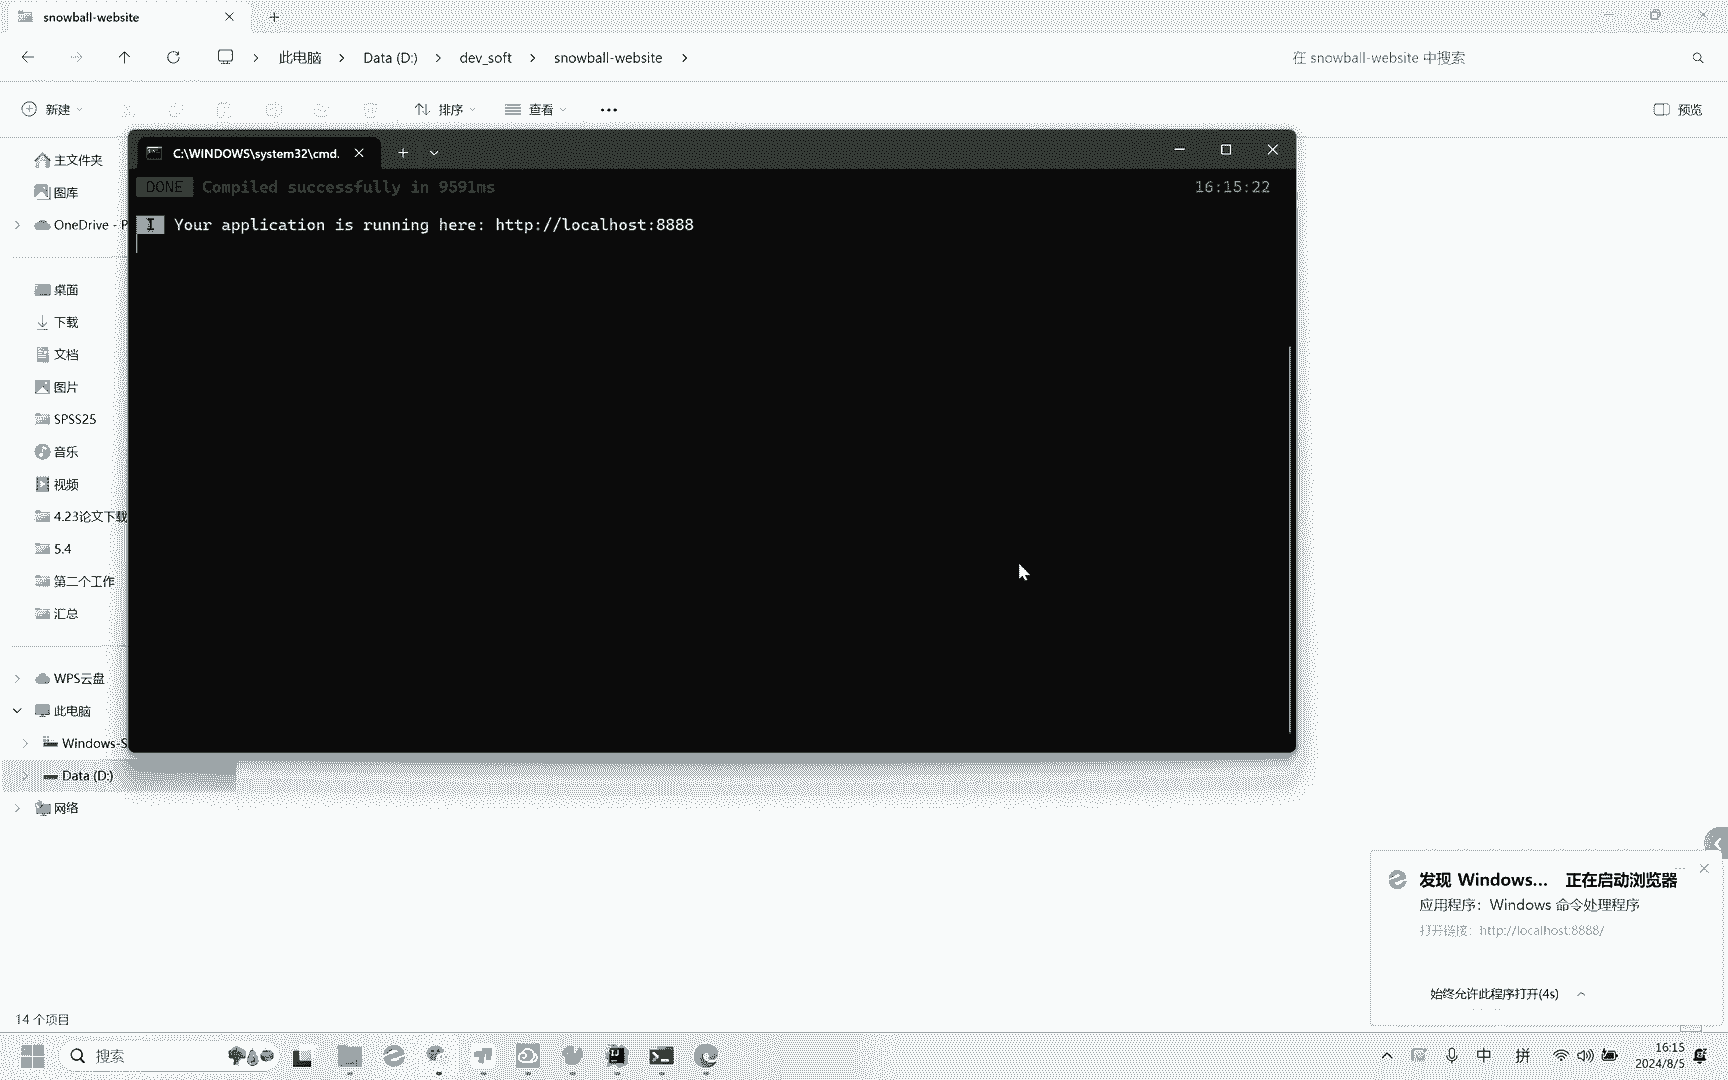 snowball-website
此电脑 > Data (D:) > dev_soft > snowball-website >
在 snowball-website 中搜索
新建
排序
查看
预览
主文件夹
图库
OneDrive - P
桌面
下载
文档
图片
SPSS25
音乐
视频
4.23论文下载
5.4
第二个工作
汇总
WPS云盘
此电脑
Windows-S
Data (D:)
网络
14 个项目
C:\WINDOWS\system32\cmd.
DONE Compiled successfully in 9591ms
16:15:22
I Your application is running here: http://localhost:8888
发现 Windows... 正在启动浏览器
应用程序：Windows 命令处理程序
打开链接：http://localhost:8888/
始终允许此程序打开(4s)
搜索
中
拼
16:15
2024/8/5